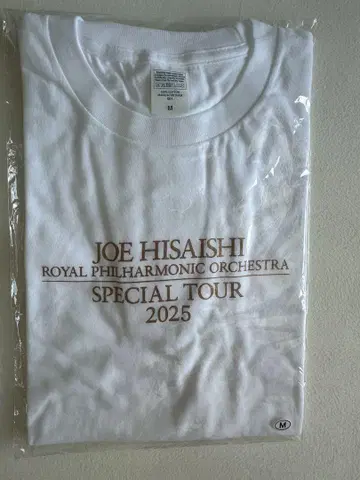 M
JOE HISAISHI
ROYAL PHILHARMONIC ORCHESTRA
SPECIAL TOUR
2025
M